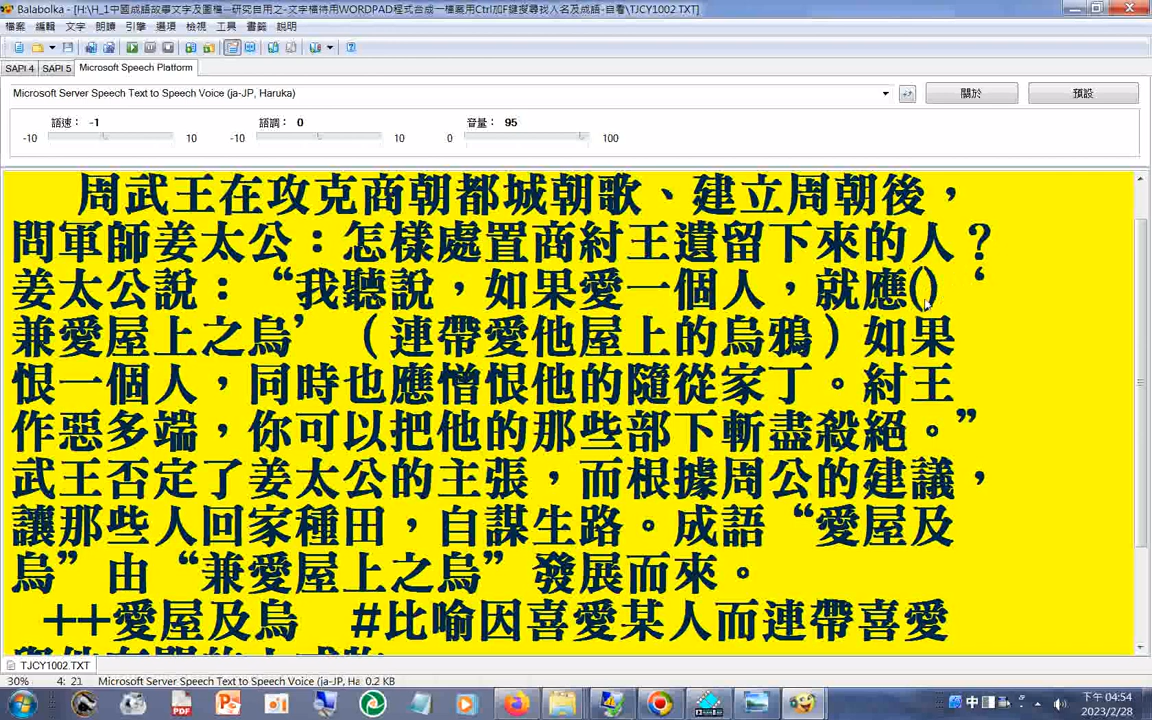 Balabolka - [H:\H_1中國成語故事文字及圖檔—研究自用之-文字檔待用WORDPAD程式合成一檔案用Ctrl加F鍵搜尋找人名及成語-自看\TJCY1002.TXT]
檔案 編輯 文字 朗讀 引擎 選項 檢視 工具 書籤 說明
SAPI 4 SAPI 5 Microsoft Speech Platform
Microsoft Server Speech Text to Speech Voice (ja-JP, Haruka) 關於 預設
語速： -1 語調： 0 音量： 95
-10 10 -10 10 0 100
周武王在攻克商朝都城朝歌、建立周朝後，
問軍師姜太公：怎樣處置商紂王遺留下來的人？
姜太公說：“我聽說，如果愛一個人，就應()‘
兼愛屋上之烏’（連帶愛他屋上的烏鴉）如果
恨一個人，同時也應憎恨他的隨從家丁。紂王
作惡多端，你可以把他的那些部下斬盡殺絕。”
武王否定了姜太公的主張，而根據周公的建議，
讓那些人回家種田，自謀生路。成語“愛屋及
烏”由“兼愛屋上之烏”發展而來。
++愛屋及烏 #比喻因喜愛某人而連帶喜愛
TJCY1002.TXT
30% 4: 21 Microsoft Server Speech Text to Speech Voice (ja-JP, Ha 0.2 KB
中 下午 04:54
2023/2/28